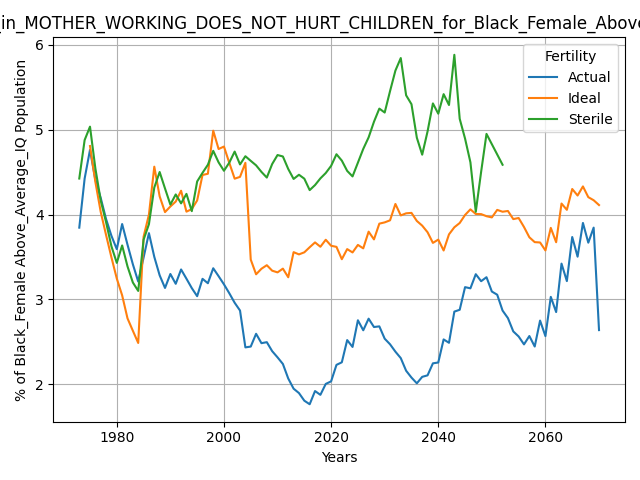 _in_MOTHER_WORKING_DOES_NOT_HURT_CHILDREN_for_Black_Female_Above
% of Black_Female Above_Average_IQ Population
6
5
4
3
2
Fertility
Actual
Ideal
Sterile
1980 2000 2020 2040 2060
Years